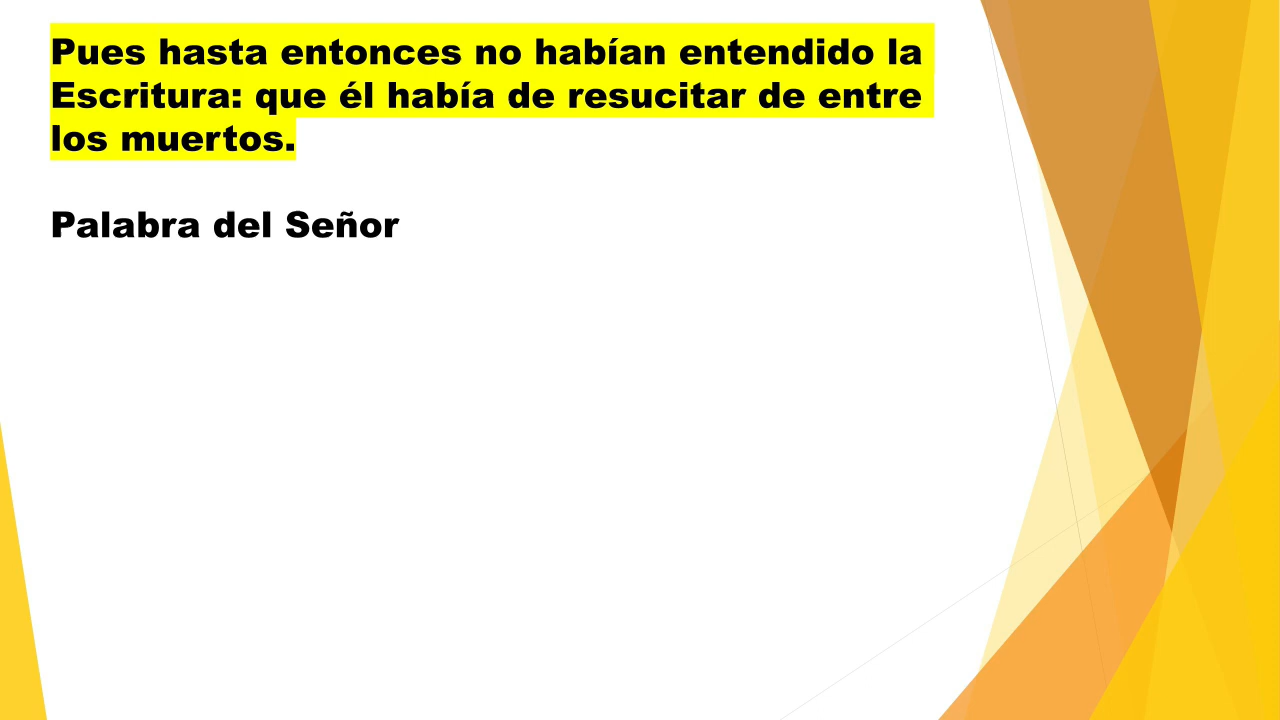 Pues hasta entonces no habían entendido la
Escritura: que él había de resucitar de entre
los muertos.
Palabra del Señor